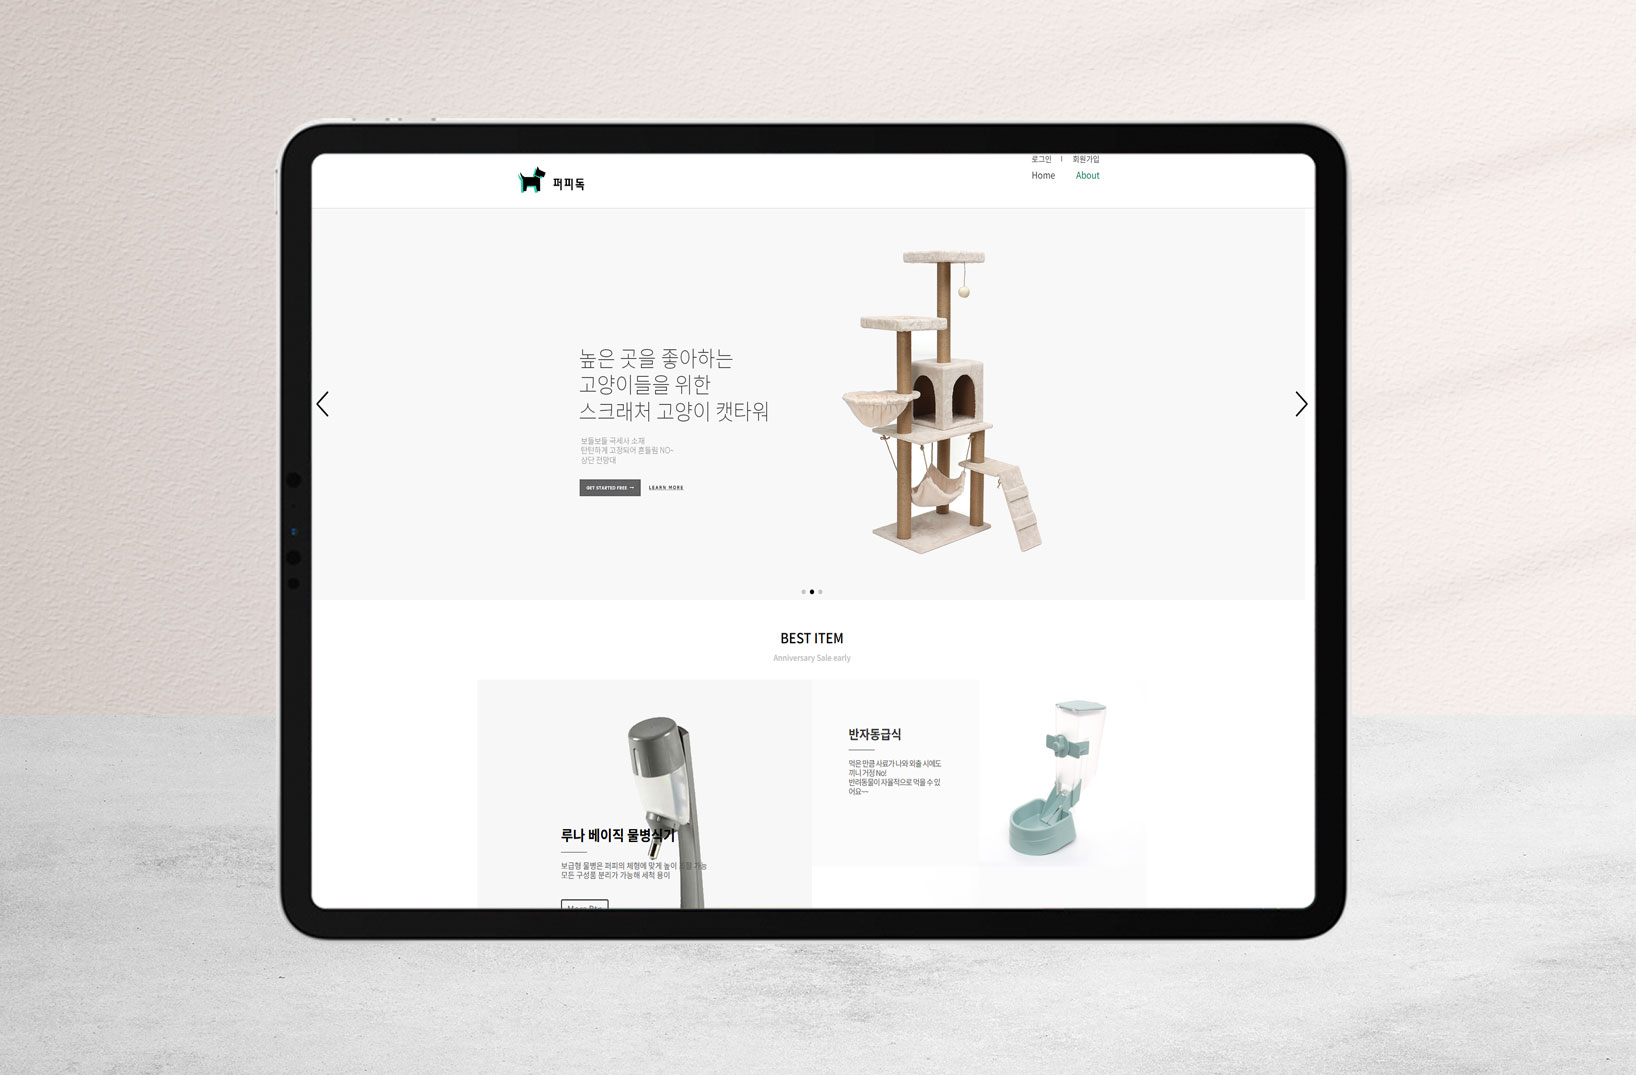 퍼피독
로그인 | 회원가입
Home About
높은 곳을 좋아하는
고양이들을 위한
스크래처 고양이 캣타워
보들보들 극세사 소재
탄탄하게 고정되어 흔들림 NO~
상단 전망대
GET STARTED FREE →
LEARN MORE
BEST ITEM
Anniversary Sale early
루나 베이직 물병식기
보급형 물병은 퍼피의 체형에 맞게 높이 조절 가능
모든 구성품 분리가 가능해 세척 용이
반자동급식
먹은 만큼 사료가 나와 외출 시에도
끼니 걱정 No!
반려동물이 자율적으로 먹을 수 있
어요~~